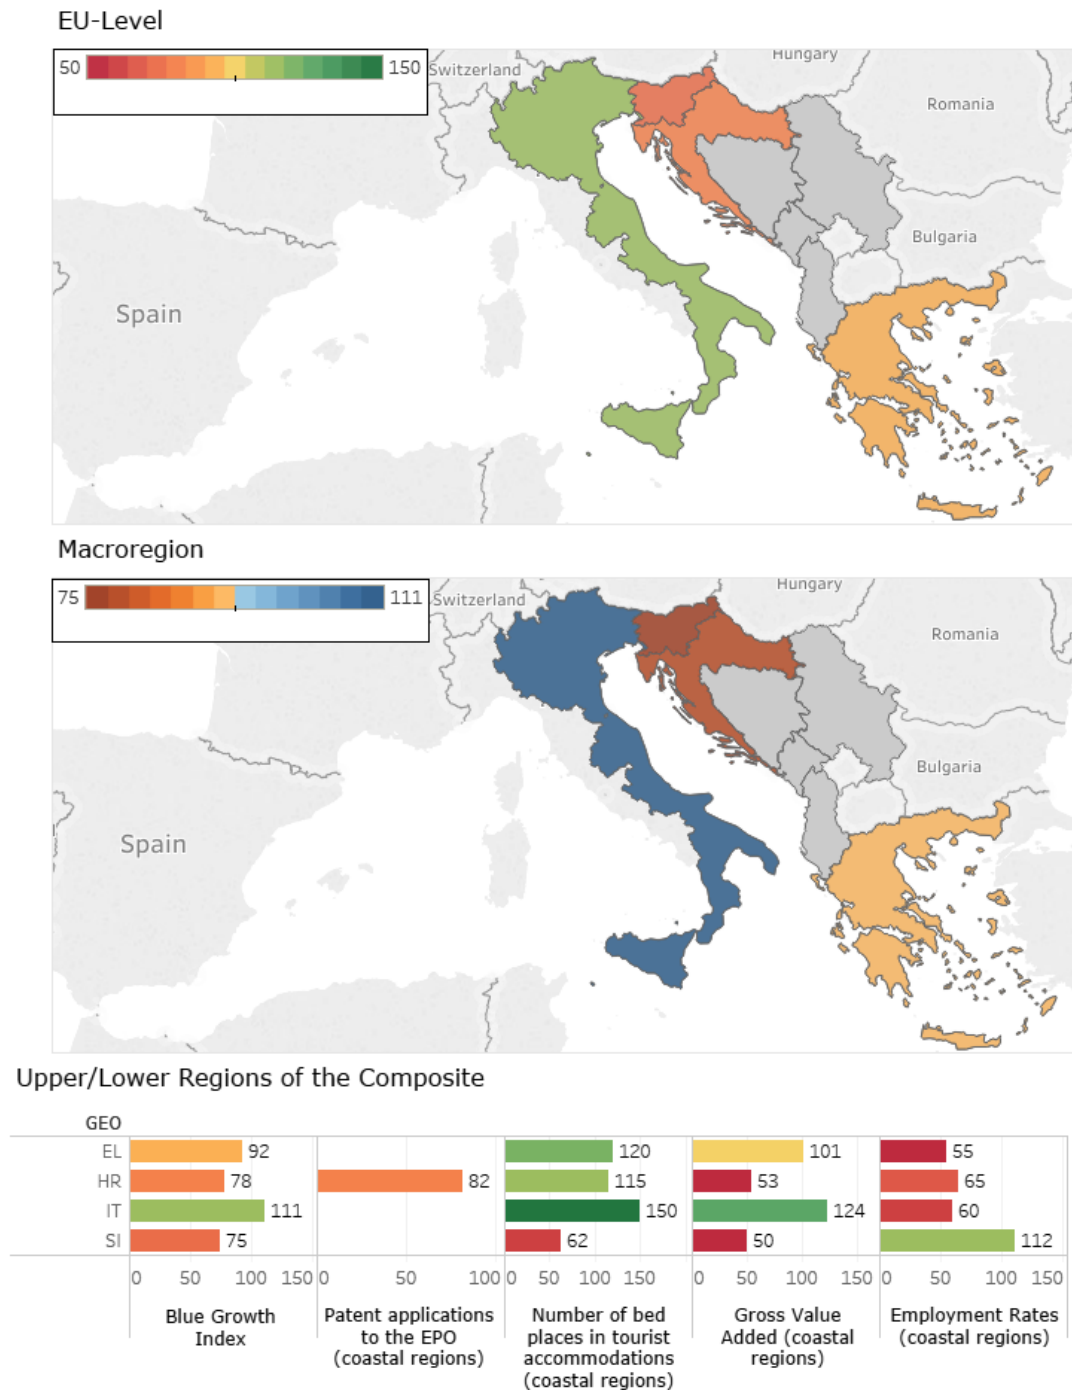 EU-Level
50 150
Switzerland
Hungary
Romania
Bulgaria
Spain
Macroregion
75 111
Switzerland
Hungary
Romania
Bulgaria
Spain
Upper/Lower Regions of the Composite
GEO
EL 92 120 101 55
HR 78 82 115 53 65
IT 111 150 124 60
SI 75 62 50 112
0 50 100 150 0 50 100 0 50 100 150 0 50 100 150 0 50 100 150
Blue Growth
Index
Patent applications
to the EPO
(coastal regions)
Number of bed
places in tourist
accommodations
(coastal regions)
Gross Value
Added (coastal
regions)
Employment Rates
(coastal regions)